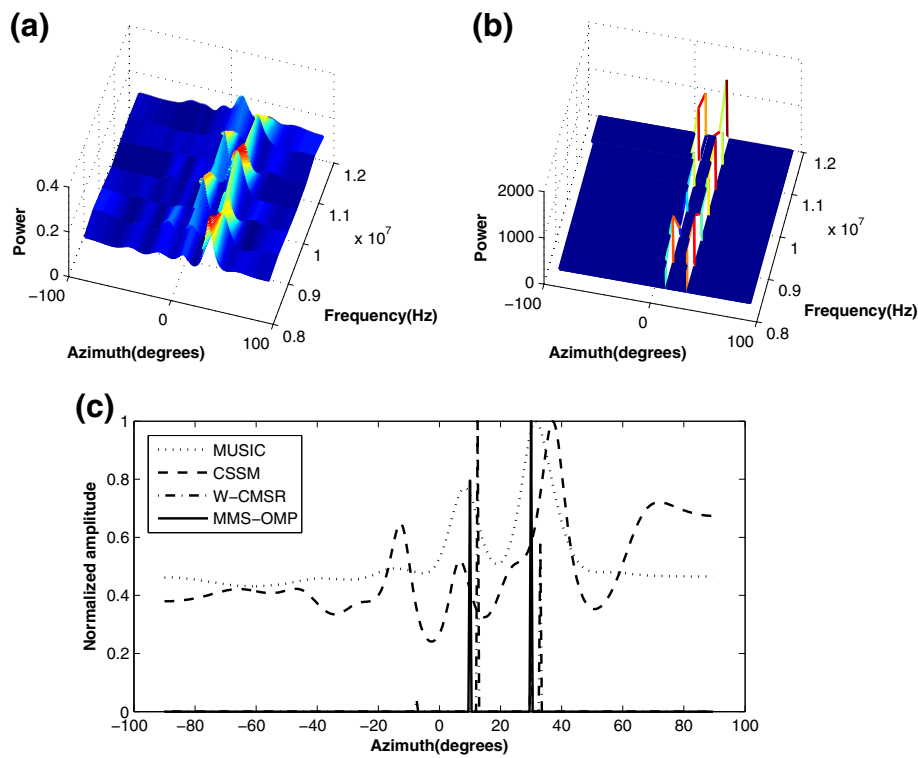 (a)
0.4
0.2
0
Power
−100
0
100
Azimuth(degrees)
0.8
0.9
1
1.1
1.2
x 10^7
Frequency(Hz)
(b)
2000
1000
0
Power
−100
0
100
Azimuth(degrees)
0.8
0.9
1
1.1
1.2
x 10^7
Frequency(Hz)
(c)
1
0.8
0.6
0.4
0.2
0
Normalized amplitude
MUSIC
CSSM
W−CMSR
MMS−OMP
−100 −80 −60 −40 −20 0 20 40 60 80 100
Azimuth(degrees)